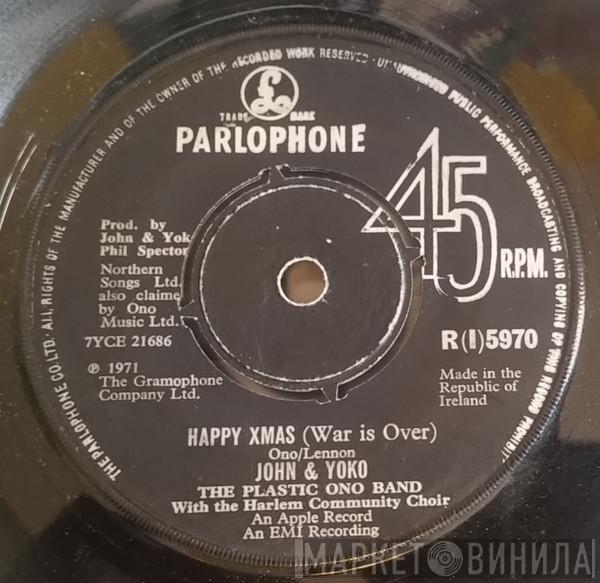 THE PARLOPHONE CO. LTD. ALL RIGHTS OF THE MANUFACTURER AND OF THE OWNER OF THE RECORDED WORK RESERVED · UNAUTHORISED PUBLIC PERFORMANCE BROADCASTING AND COPYING OF THIS RECORD PROHIBIT
£
TRADE MARK
PARLOPHONE
45
R.P.M.
Prod. by
John & Yok
Phil Spector
Northern
Songs Ltd.
also claime
by Ono
Music Ltd.
7YCE 21686
R(I)5970
℗ 1971
The Gramophone
Company Ltd.
Made in the
Republic of
Ireland
HAPPY XMAS (War is Over)
Ono/Lennon
JOHN & YOKO
THE PLASTIC ONO BAND
With the Harlem Community Choir
An Apple Record
An EMI Recording
МАРКЕТ ВИНИЛА